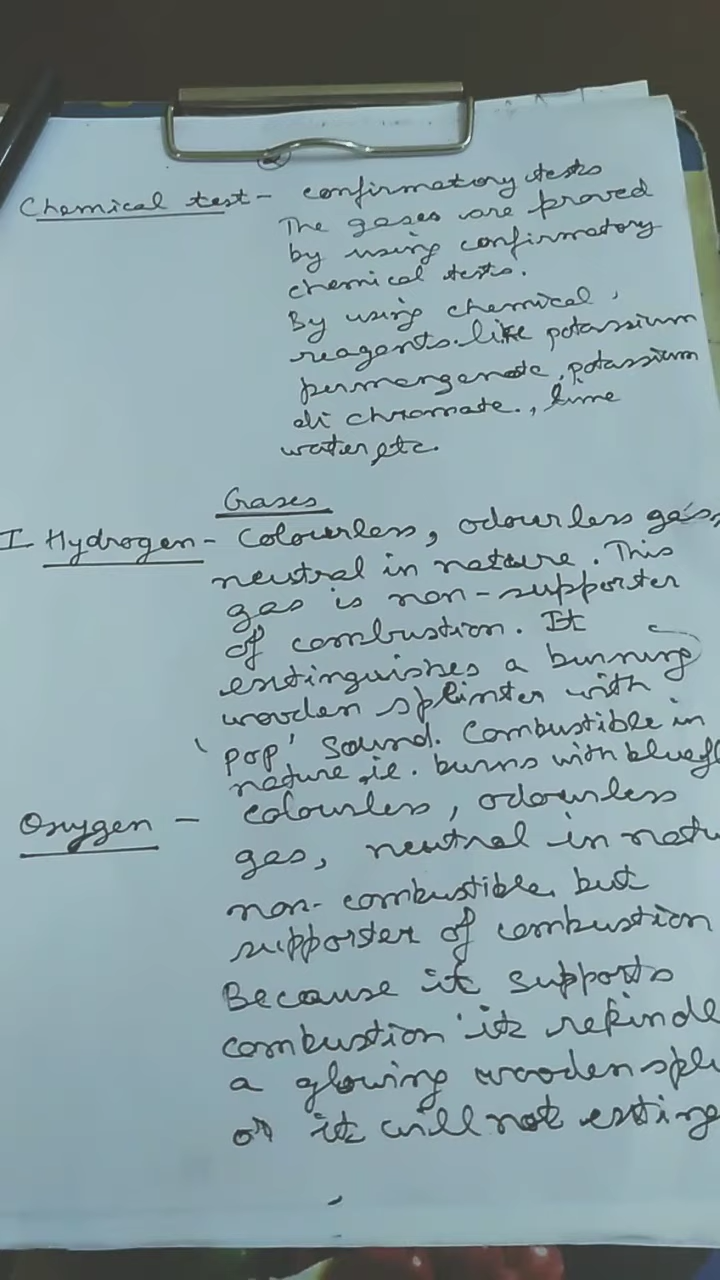 2
Chemical test - confirmatory tests
The gases are proved
by using confirmatory
chemical tests.
By using chemical,
reagents. like potassium
permanganate, potassium
di chromate., lime
water, etc.
Gases
I Hydrogen - Colourless, odourless gas,
neutral in nature. This
gas is non-supporter
of combustion. It
extinguishes a burning
wooden splinter with
'pop' sound. Combustible in
nature ie. burns with blue fl
Oxygen - colourless, odourless
gas, neutral in natu
non-combustible, but
supporter of combustion
Because it supports
combustion it rekindle
a glowing wooden spli
or it will not exting